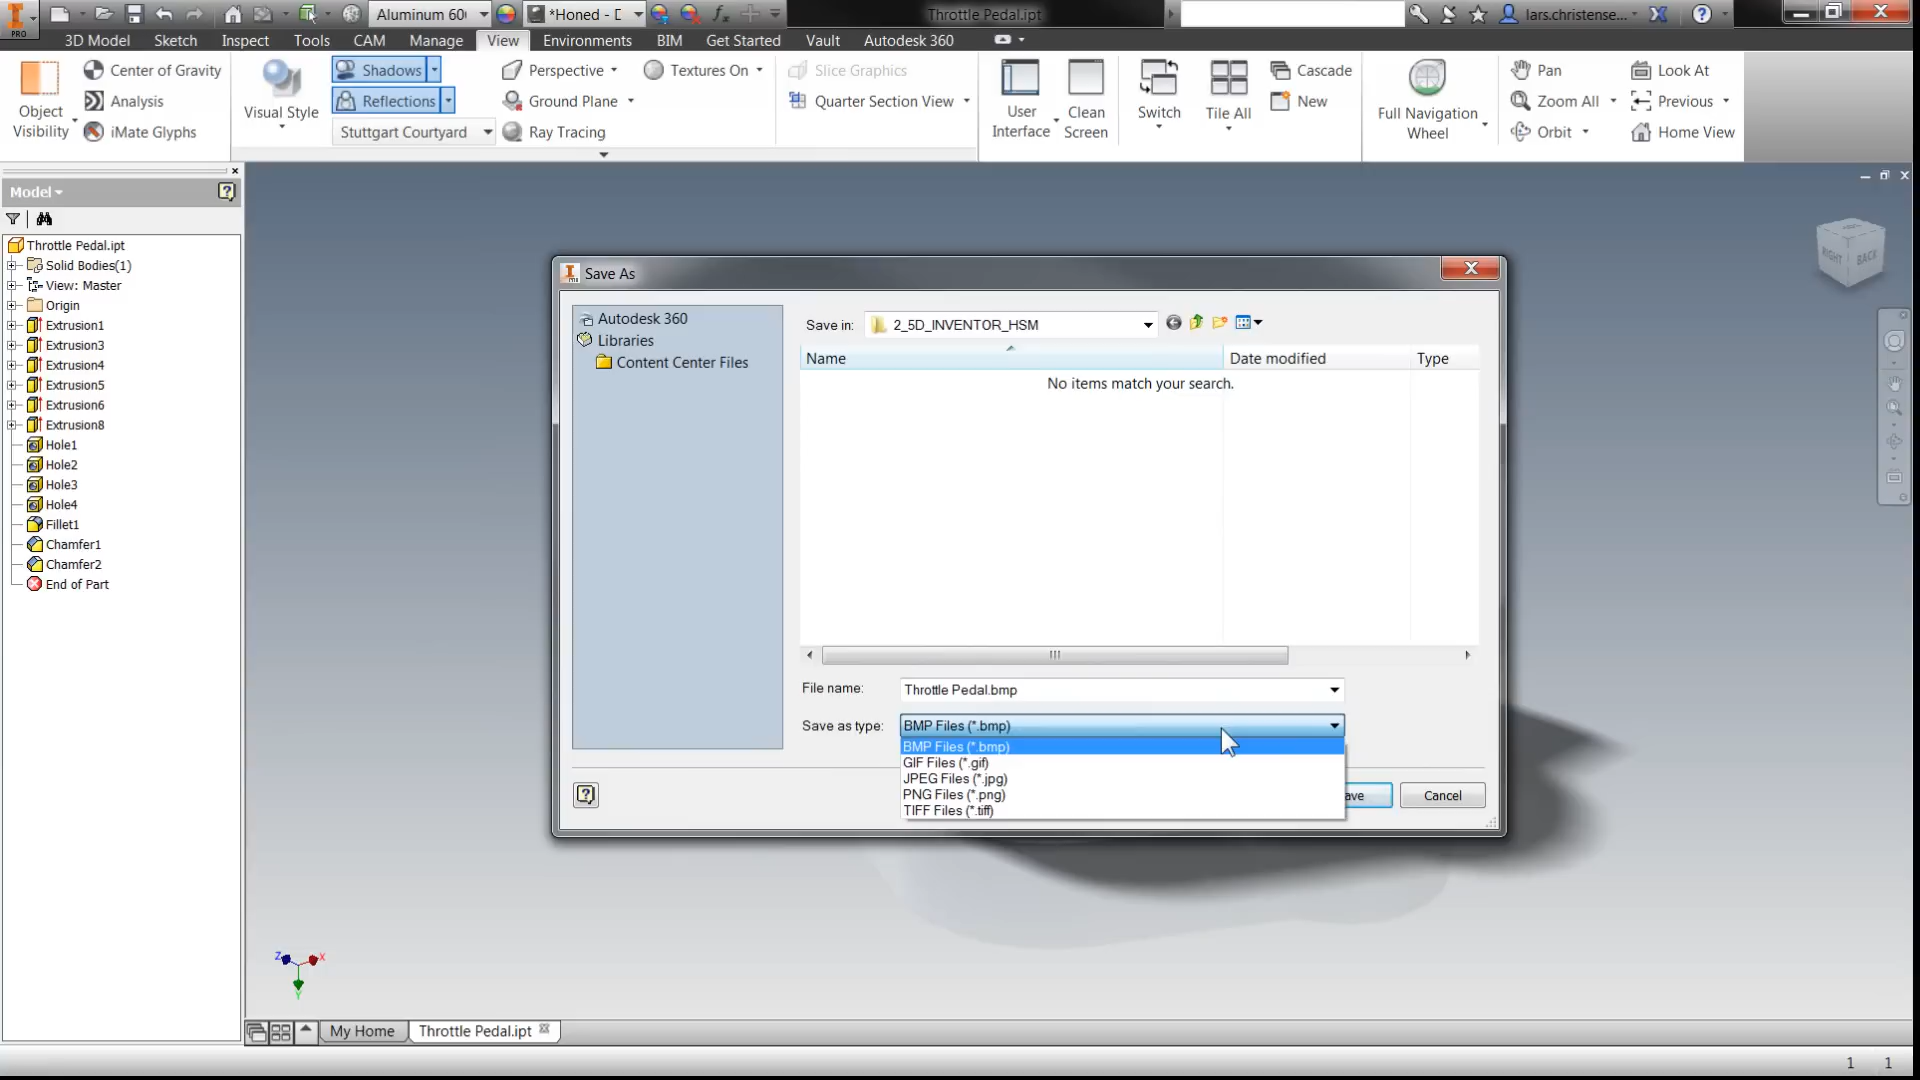 PRO
Aluminum 60
*Honed - D
Throttle Pedal.ipt
lars.christense...
3D Model Sketch Inspect Tools CAM Manage View Environments BIM Get Started Vault Autodesk 360
Object Visibility
Center of Gravity
Analysis
iMate Glyphs
Visual Style
Shadows
Reflections
Stuttgart Courtyard
Perspective
Ground Plane
Ray Tracing
Textures On
Slice Graphics
Quarter Section View
User Interface
Clean Screen
Switch
Tile All
Cascade
New
Full Navigation Wheel
Pan
Zoom All
Orbit
Look At
Previous
Home View
Model
Throttle Pedal.ipt
Solid Bodies(1)
View: Master
Origin
Extrusion1
Extrusion3
Extrusion4
Extrusion5
Extrusion6
Extrusion8
Hole1
Hole2
Hole3
Hole4
Fillet1
Chamfer1
Chamfer2
End of Part
RIGHT BACK
Save As
Autodesk 360
Libraries
Content Center Files
Save in: 2_5D_INVENTOR_HSM
Name Date modified Type
No items match your search.
File name: Throttle Pedal.bmp
Save as type: BMP Files (*.bmp)
BMP Files (*.bmp)
GIF Files (*.gif)
JPEG Files (*.jpg)
PNG Files (*.png)
TIFF Files (*.tiff)
ave Cancel
Z X
Y
My Home Throttle Pedal.ipt
1 1